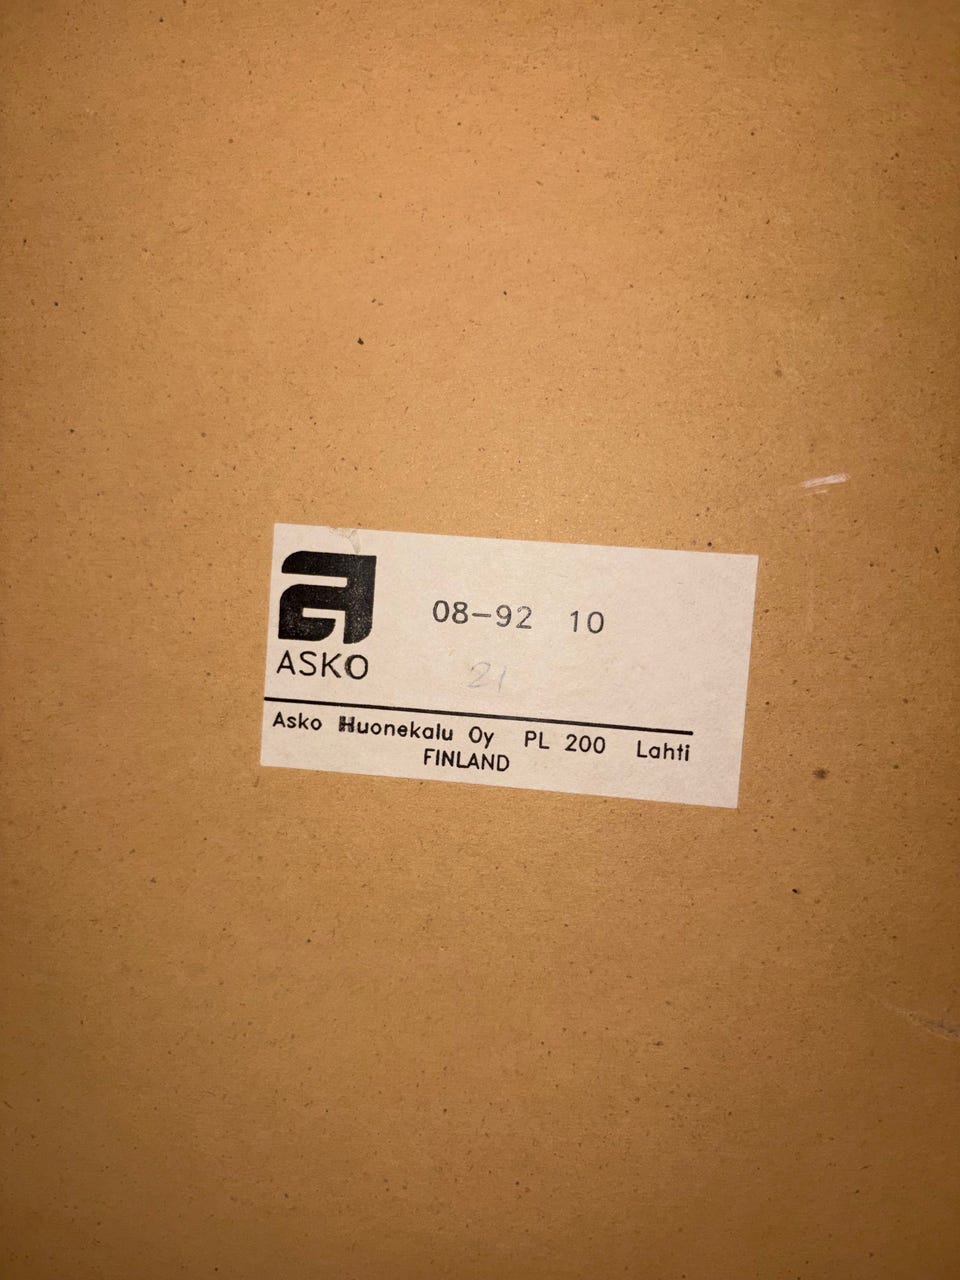 08-92 10
ASKO
21
Asko Huonekalu Oy PL 200 Lahti
FINLAND